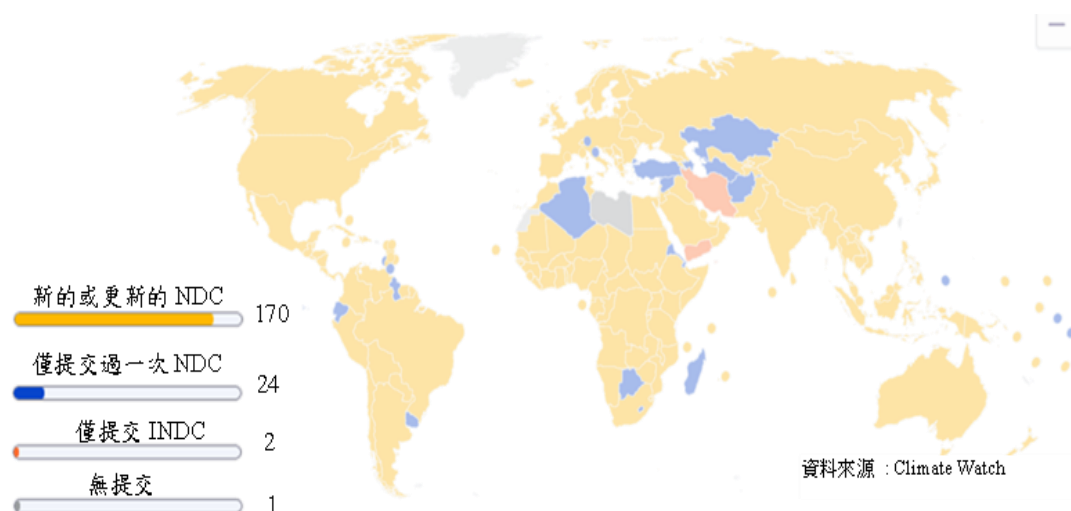 新的或更新的 NDC
170
僅提交過一次 NDC
24
僅提交 INDC
2
無提交
1
資料來源 : Climate Watch